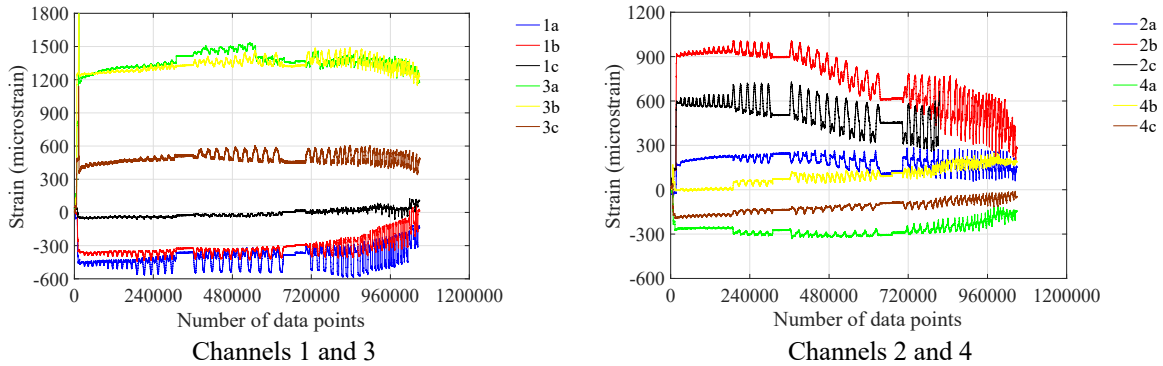 1800
1500
1200
900
600
300
0
-300
-600
Strain (microstrain)
0 240000 480000 720000 960000 1200000
Number of data points
1a
1b
1c
3a
3b
3c
Channels 1 and 3
1200
900
600
300
0
-300
-600
Strain (microstrain)
0 240000 480000 720000 960000 1200000
Number of data points
2a
2b
2c
4a
4b
4c
Channels 2 and 4